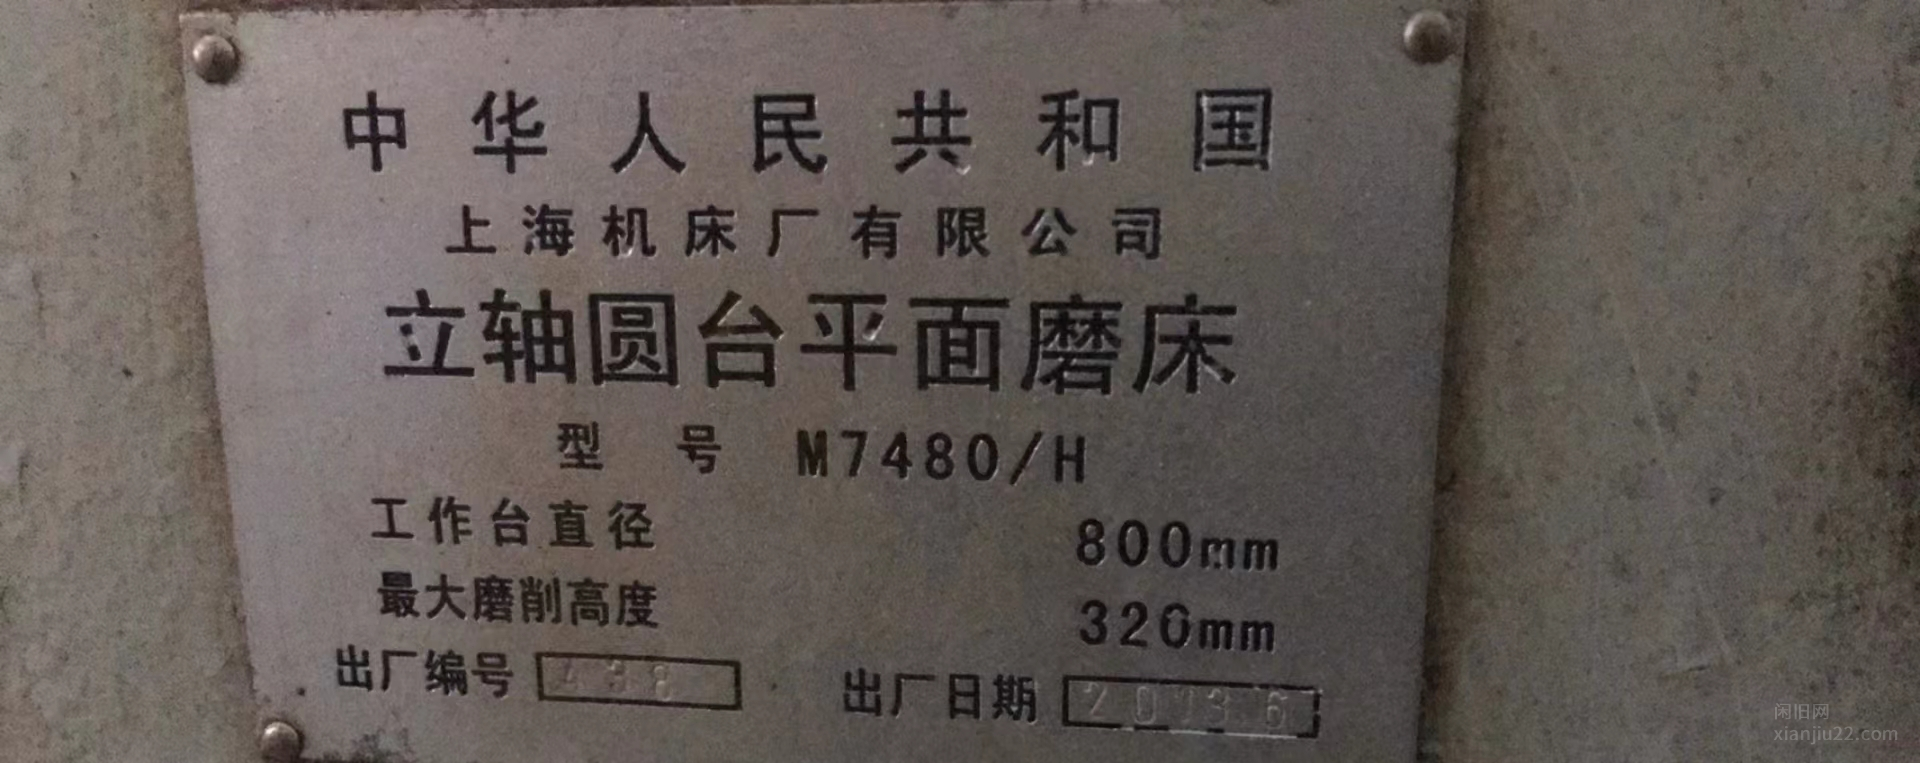 中华人民共和国
上海机床厂有限公司
立轴圆台平面磨床
型号 M7480/H
工作台直径 800mm
最大磨削高度 320mm
出厂编号 出厂日期
闲旧网
xianjiu22.com